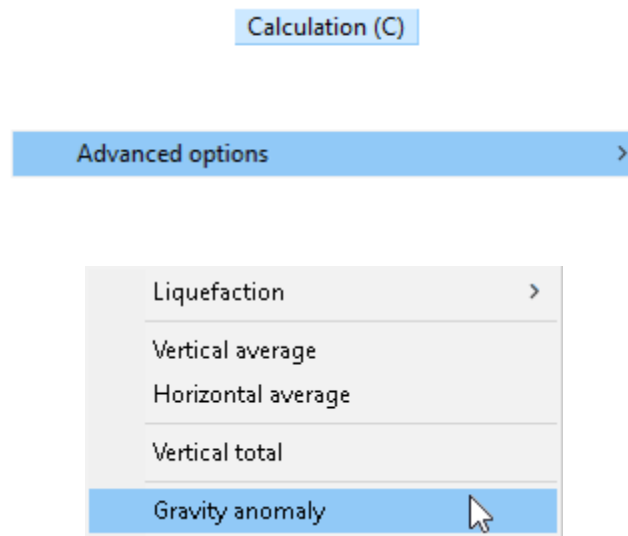 Calculation (C)
Advanced options
Liquefaction
Vertical average
Horizontal average
Vertical total
Gravity anomaly